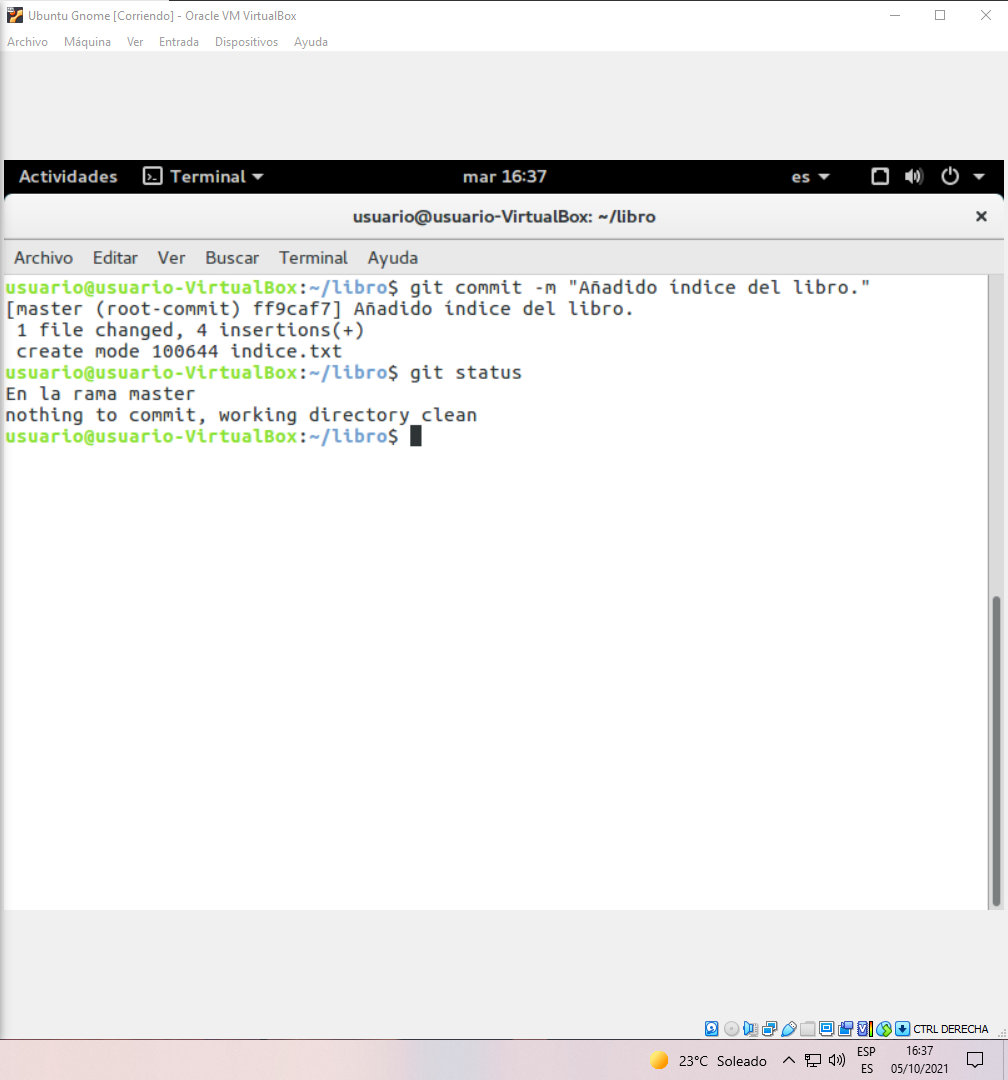 Ubuntu Gnome [Corriendo] - Oracle VM VirtualBox
Archivo Máquina Ver Entrada Dispositivos Ayuda
Actividades Terminal mar 16:37 es
usuario@usuario-VirtualBox: ~/libro
Archivo Editar Ver Buscar Terminal Ayuda
usuario@usuario-VirtualBox:~/libro$ git commit -m "Añadido índice del libro."
[master (root-commit) ff9caf7] Añadido índice del libro.
1 file changed, 4 insertions(+)
create mode 100644 indice.txt
usuario@usuario-VirtualBox:~/libro$ git status
En la rama master
nothing to commit, working directory clean
usuario@usuario-VirtualBox:~/libro$
CTRL DERECHA
23°C Soleado ESP 16:37
ES 05/10/2021